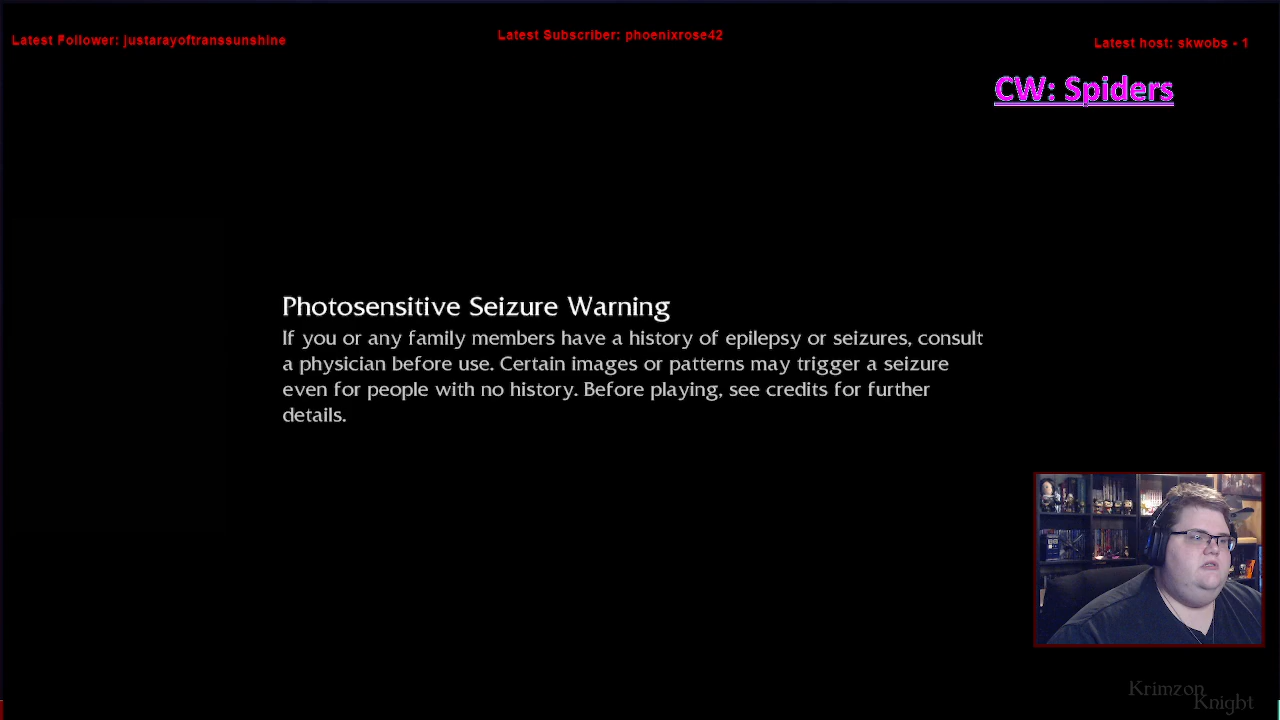 Latest Follower: justarayoftranssunshine
Latest Subscriber: phoenixrose42
Latest host: skwobs - 1
CW: Spiders
Photosensitive Seizure Warning
If you or any family members have a history of epilepsy or seizures, consult
a physician before use. Certain images or patterns may trigger a seizure
even for people with no history. Before playing, see credits for further
details.
Krimzon
Knight